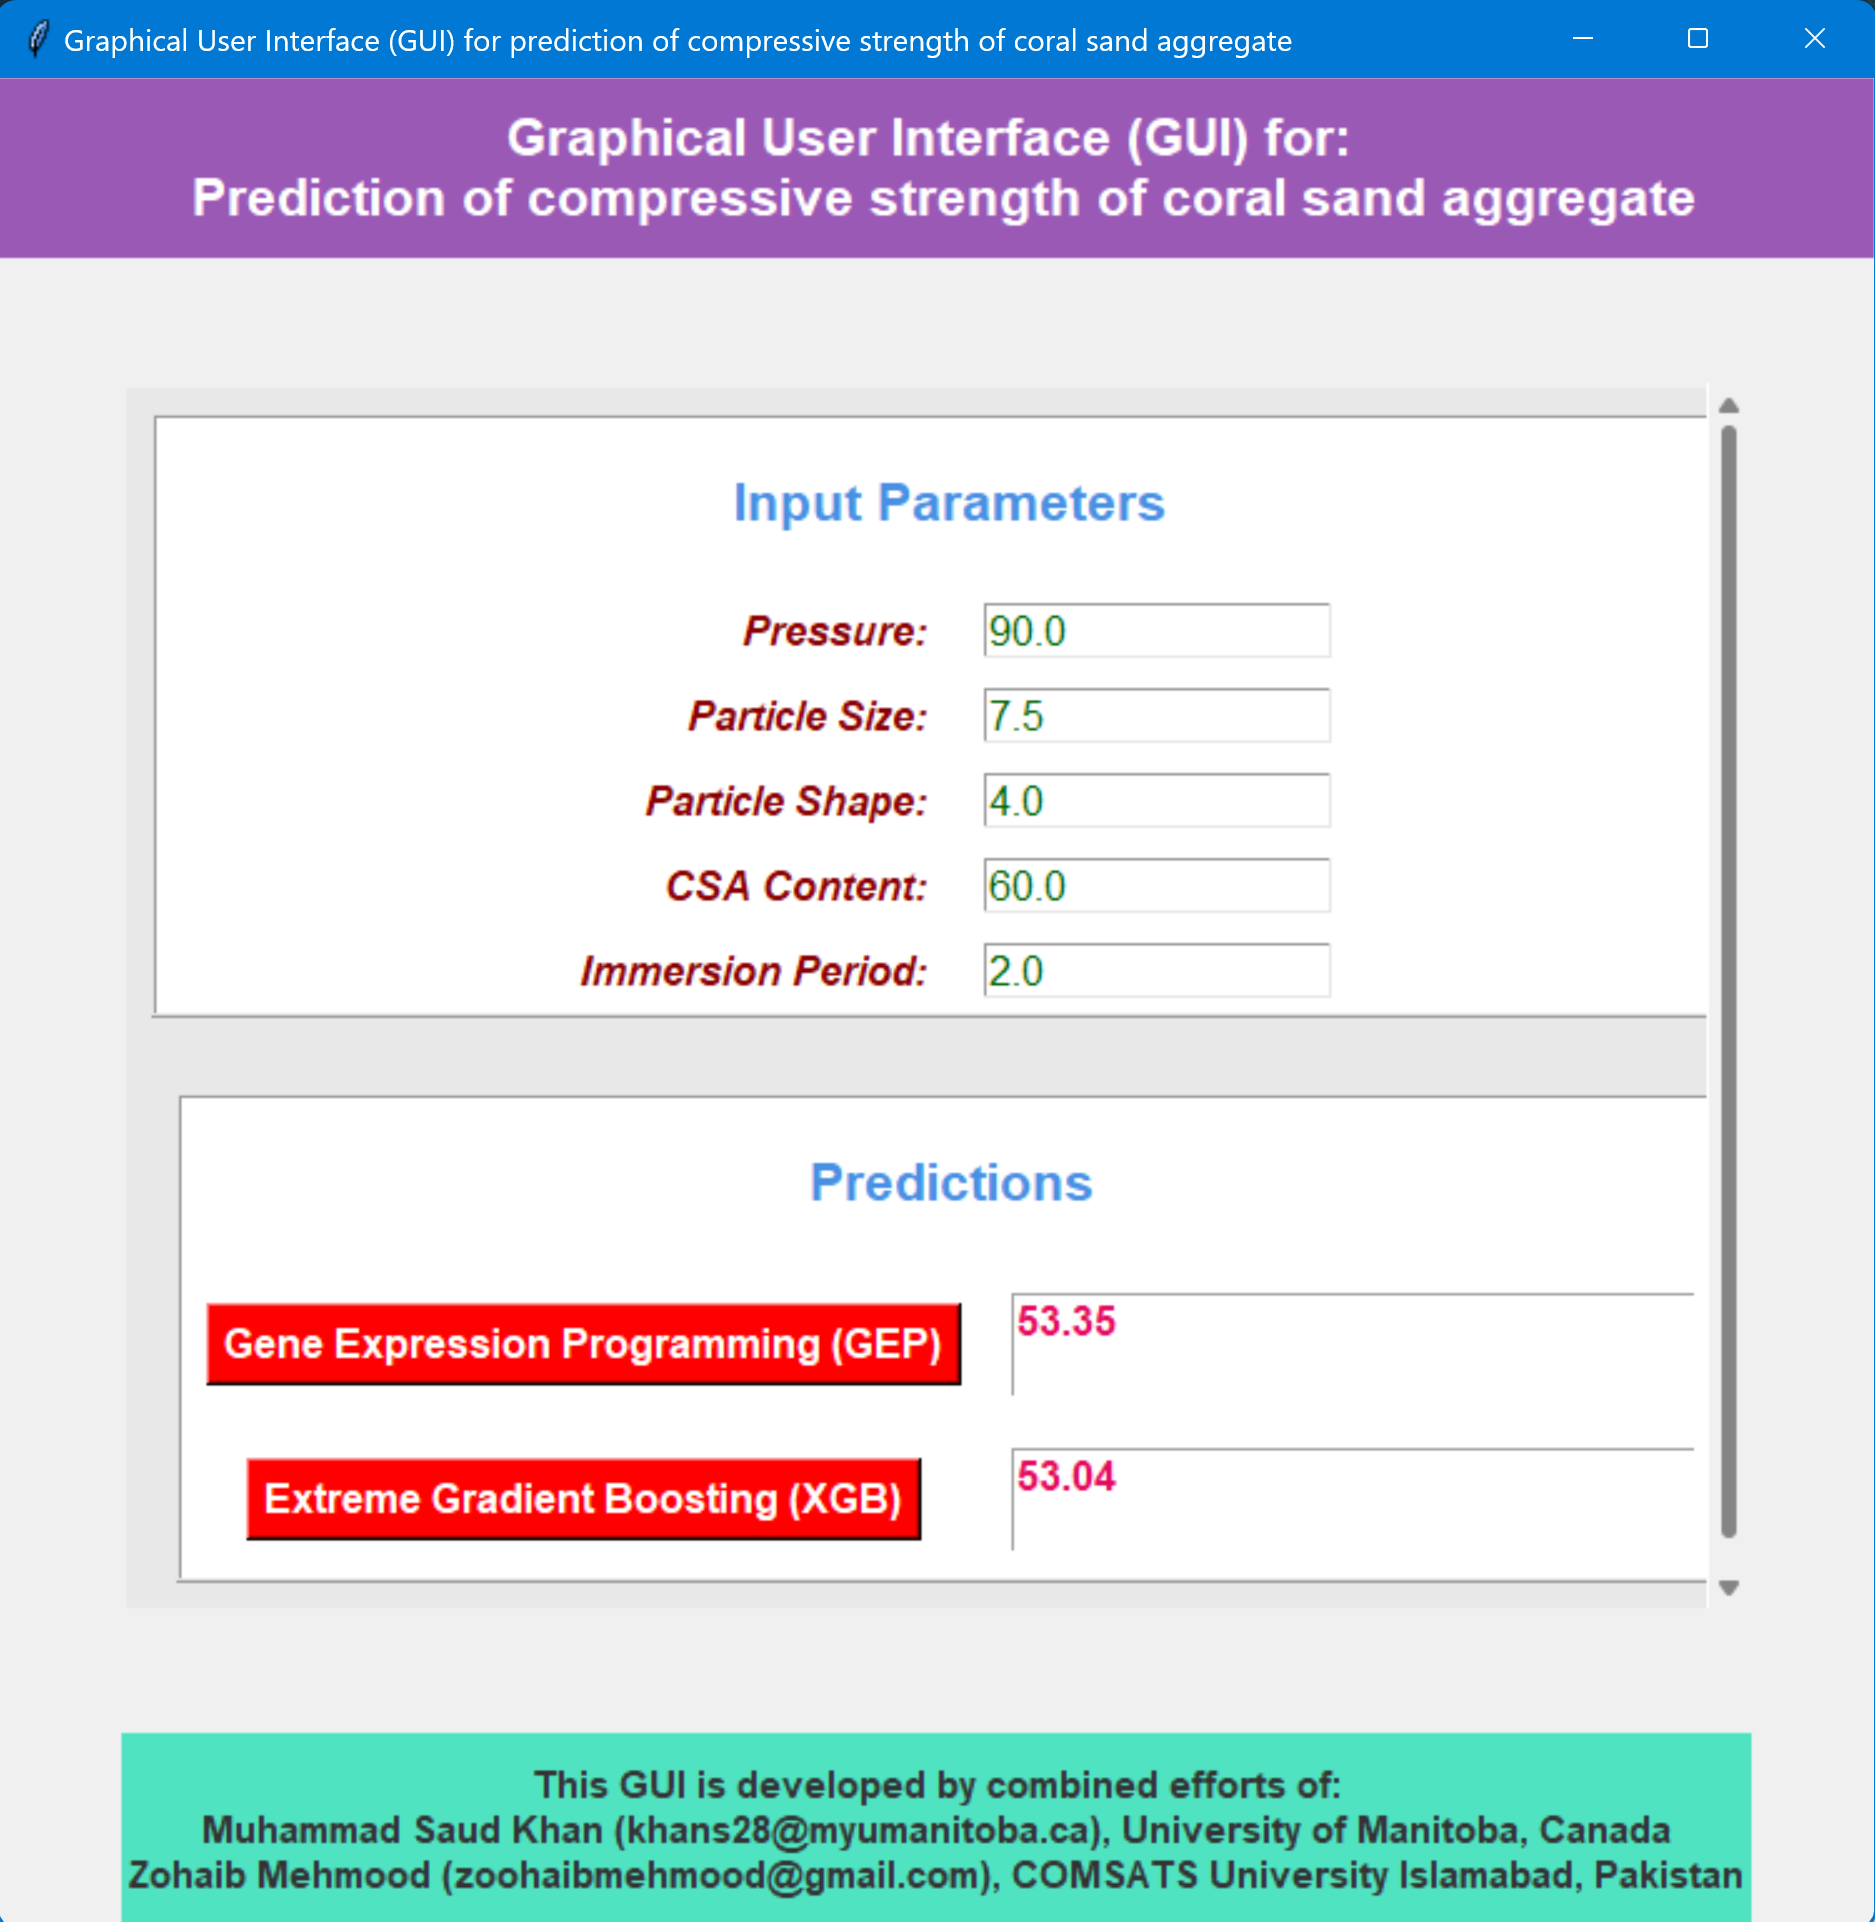 Graphical User Interface (GUI) for prediction of compressive strength of coral sand aggregate
Graphical User Interface (GUI) for:
Prediction of compressive strength of coral sand aggregate
Input Parameters
Pressure: 90.0
Particle Size: 7.5
Particle Shape: 4.0
CSA Content: 60.0
Immersion Period: 2.0
Predictions
Gene Expression Programming (GEP) 53.35
Extreme Gradient Boosting (XGB) 53.04
This GUI is developed by combined efforts of:
Muhammad Saud Khan (khans28@myumanitoba.ca), University of Manitoba, Canada
Zohaib Mehmood (zoohaibmehmood@gmail.com), COMSATS University Islamabad, Pakistan